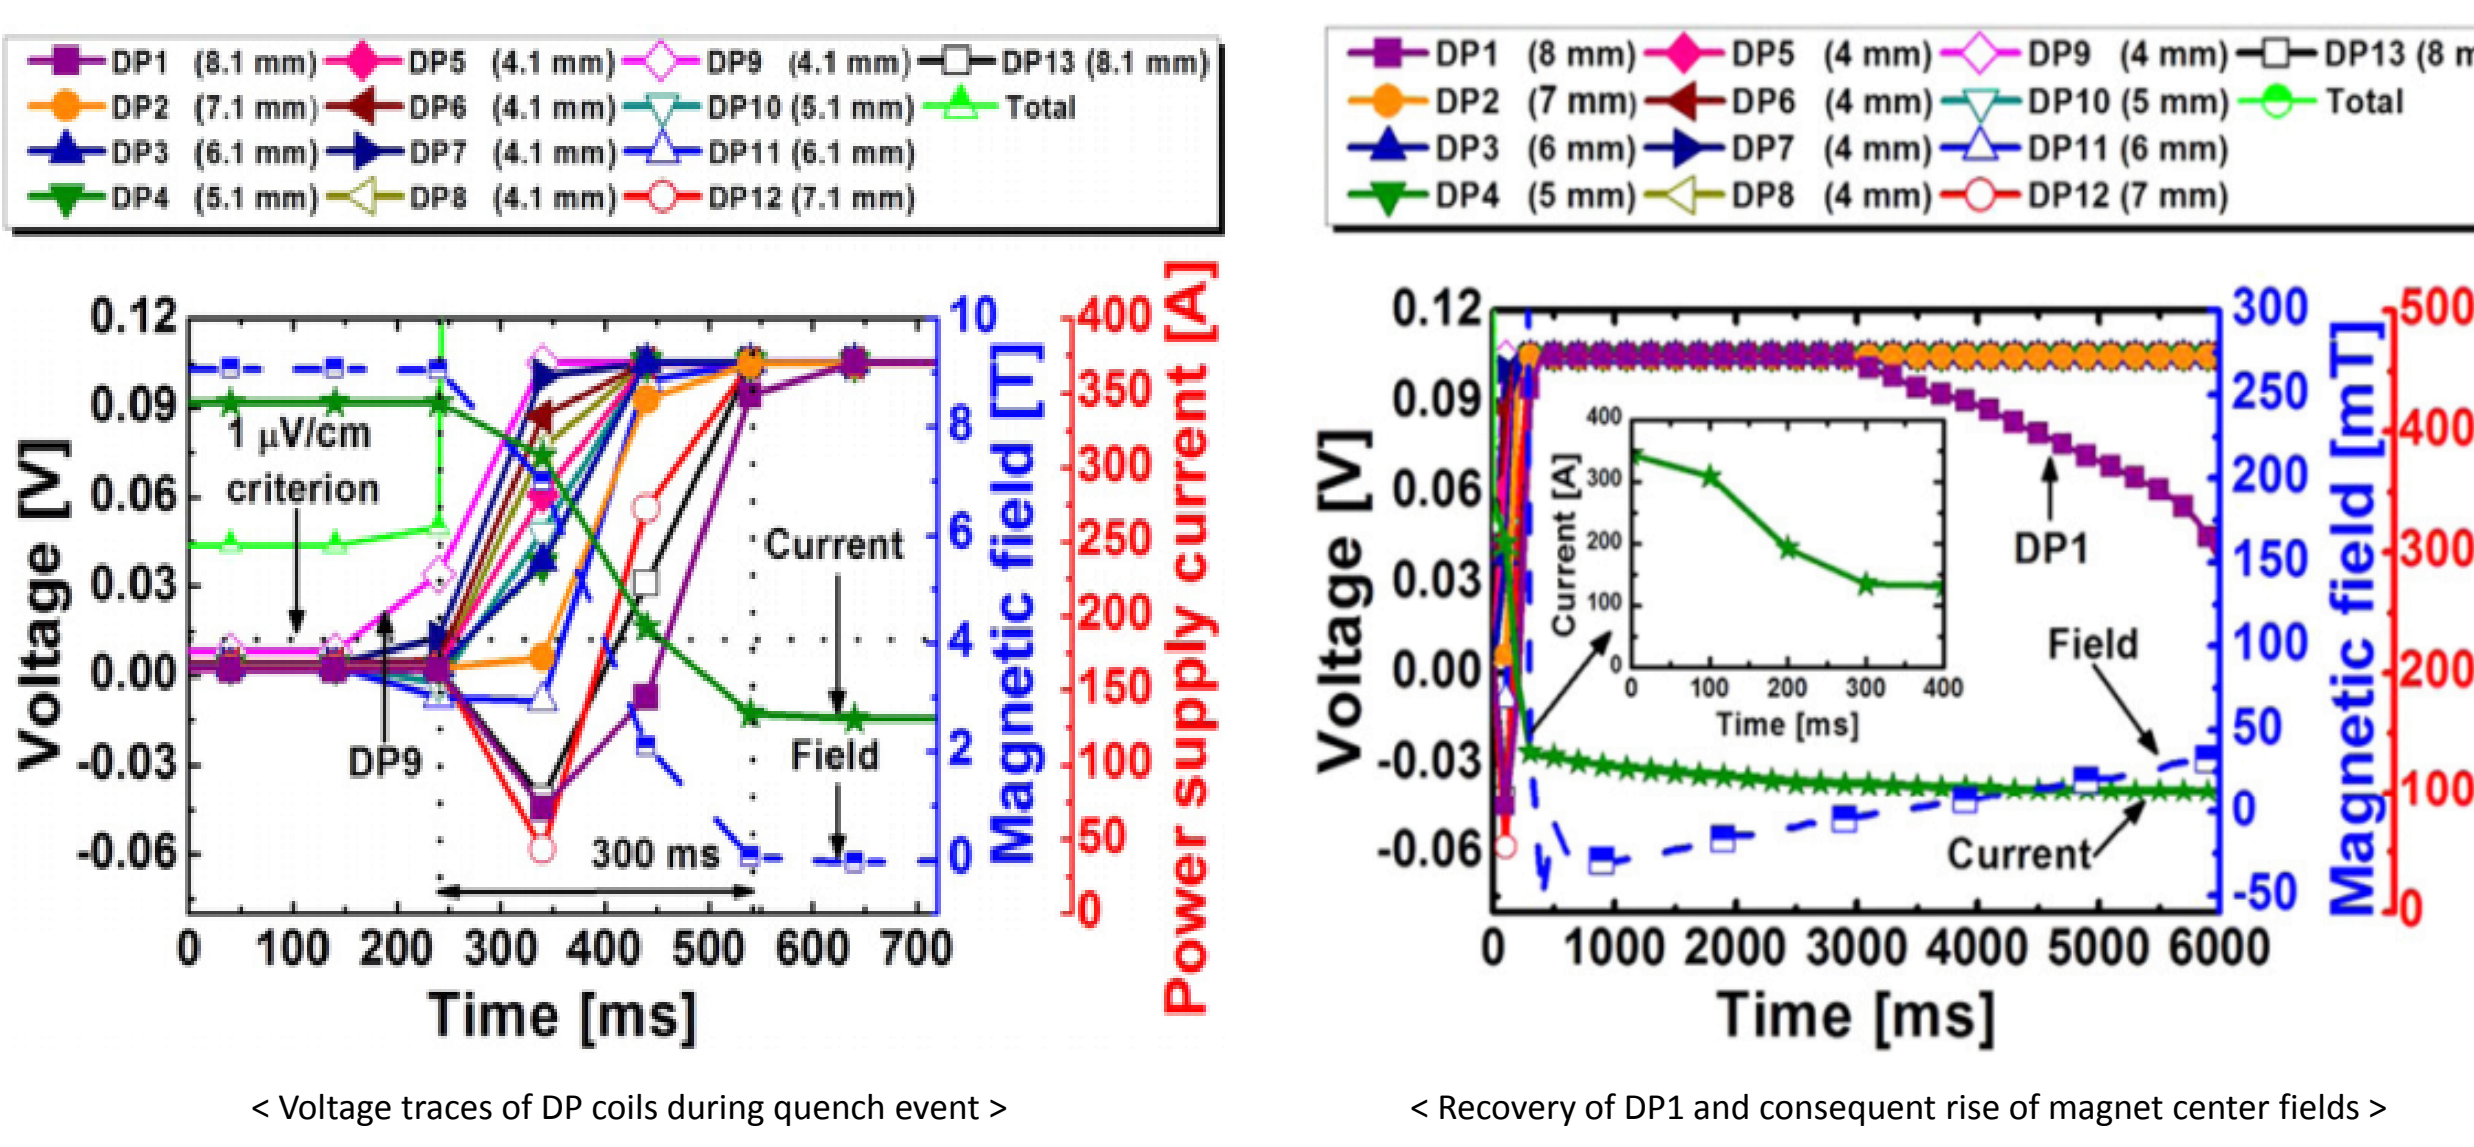 DP1 (8.1 mm) DP5 (4.1 mm) DP9 (4.1 mm) DP13 (8.1 mm)
DP2 (7.1 mm) DP6 (4.1 mm) DP10 (5.1 mm) Total
DP3 (6.1 mm) DP7 (4.1 mm) DP11 (6.1 mm)
DP4 (5.1 mm) DP8 (4.1 mm) DP12 (7.1 mm)
Voltage [V]
0.12
0.09
0.06
0.03
0.00
-0.03
-0.06
1 μV/cm
criterion
DP9
300 ms
Current
Field
10
8
6
4
2
0
Magnetic field [T]
400
350
300
250
200
150
100
50
0
Power supply current [A]
0 100 200 300 400 500 600 700
Time [ms]
< Voltage traces of DP coils during quench event >
DP1 (8 mm) DP5 (4 mm) DP9 (4 mm) DP13 (8 m
DP2 (7 mm) DP6 (4 mm) DP10 (5 mm) Total
DP3 (6 mm) DP7 (4 mm) DP11 (6 mm)
DP4 (5 mm) DP8 (4 mm) DP12 (7 mm)
Voltage [V]
0.12
0.09
0.06
0.03
0.00
-0.03
-0.06
Current [A]
400
300
200
100
0
0 100 200 300 400
Time [ms]
DP1
Field
Current
300
250
200
150
100
50
0
-50
Magnetic field [mT]
500
400
300
200
100
0
0 1000 2000 3000 4000 5000 6000
Time [ms]
< Recovery of DP1 and consequent rise of magnet center fields >